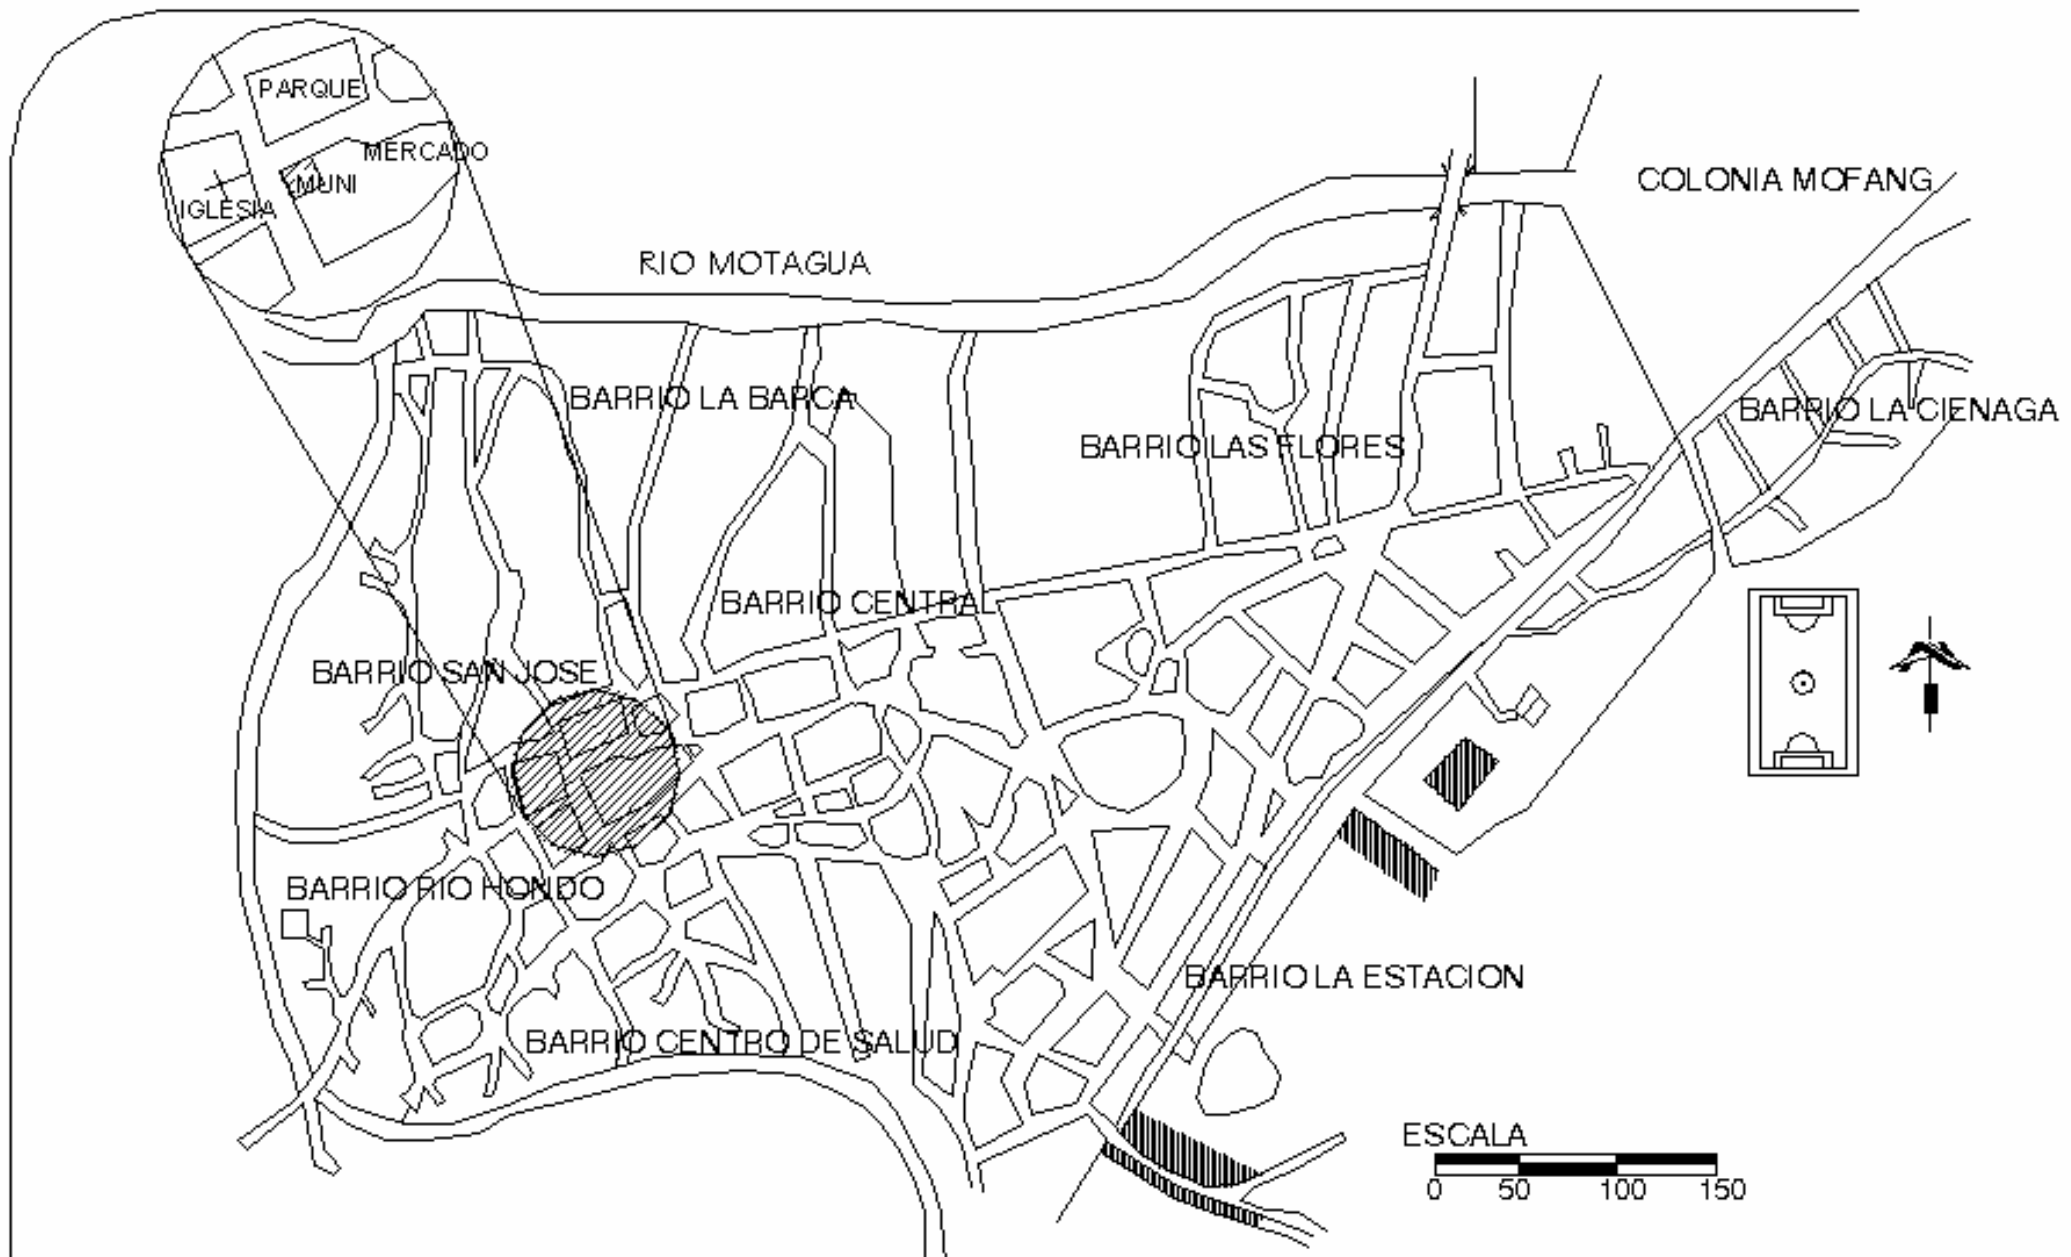 PARQUE
MERCADO
MUNI
IGLESIA
COLONIA MOFANG
RIO MOTAGUA
BARRIO LA BARCA
BARRIO LA CIENAGA
BARRIO LAS FLORES
BARRIO CENTRAL
BARRIO SAN JOSE
BARRIO RIO HONDO
BARRIO LA ESTACION
BARRIO CENTRO DE SALUD
ESCALA
0 50 100 150